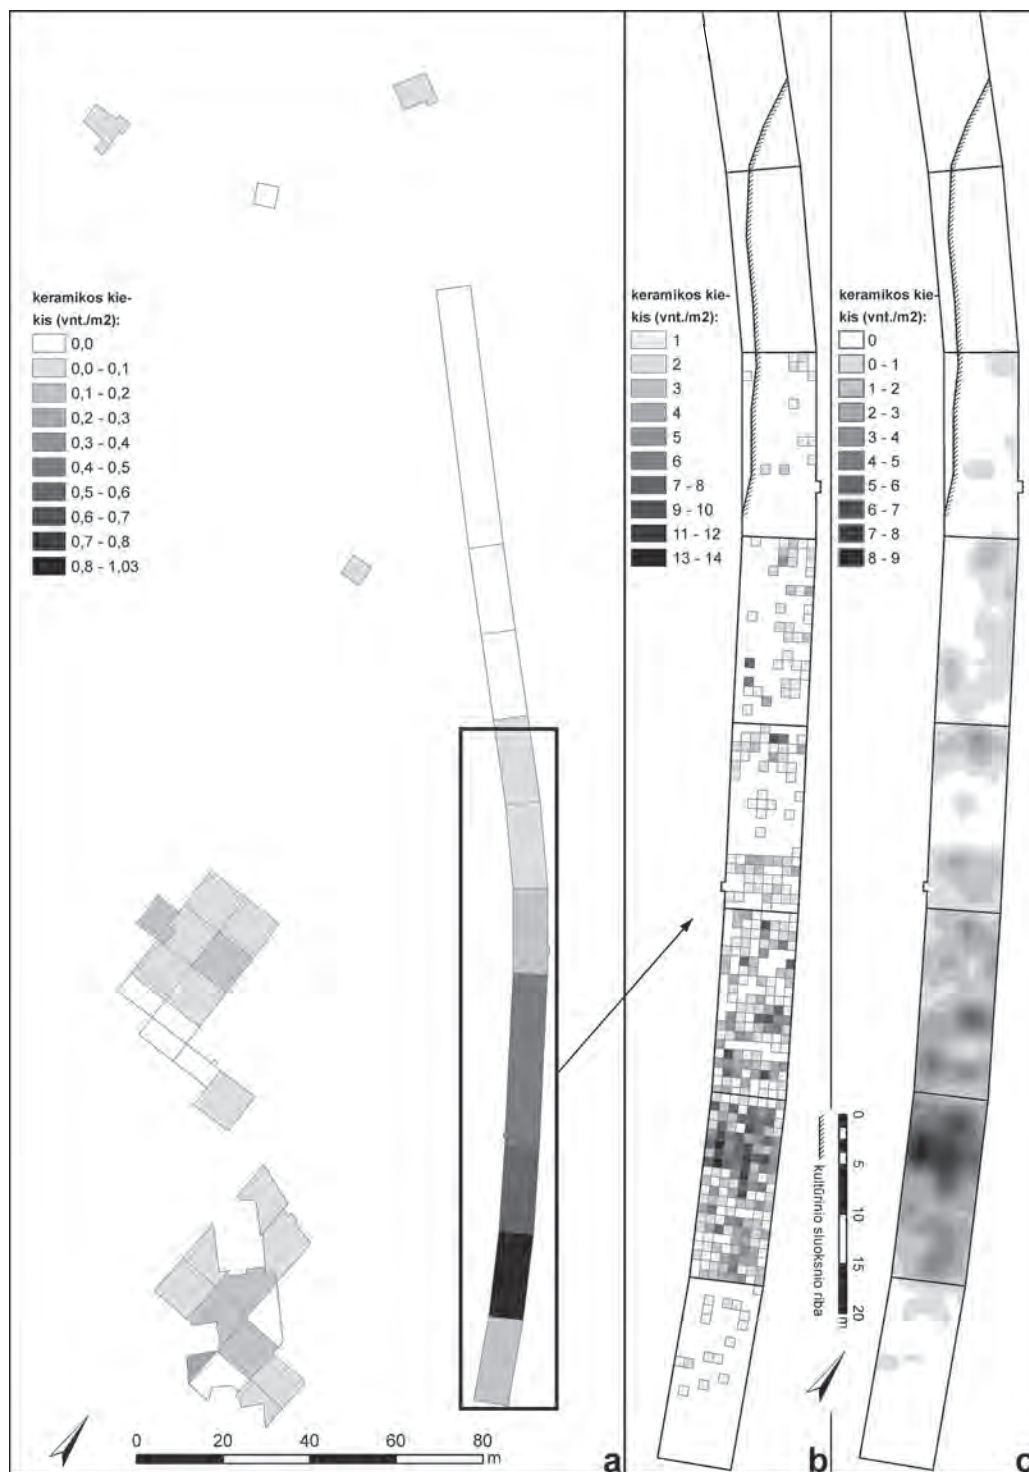 keramikos kie-
kis (vnt./m2):
0,0
0,0 - 0,1
0,1 - 0,2
0,2 - 0,3
0,3 - 0,4
0,4 - 0,5
0,5 - 0,6
0,6 - 0,7
0,7 - 0,8
0,8 - 1,03
0 20 40 60 80
m
a
keramikos kie-
kis (vnt./m2):
1
2
3
4
5
6
7 - 8
9 - 10
11 - 12
13 - 14
kultūrinio sluoksnio riba
b
keramikos kie-
kis (vnt./m2):
0
0 - 1
1 - 2
2 - 3
3 - 4
4 - 5
5 - 6
6 - 7
7 - 8
8 - 9
0 5 10 15 20
m
c